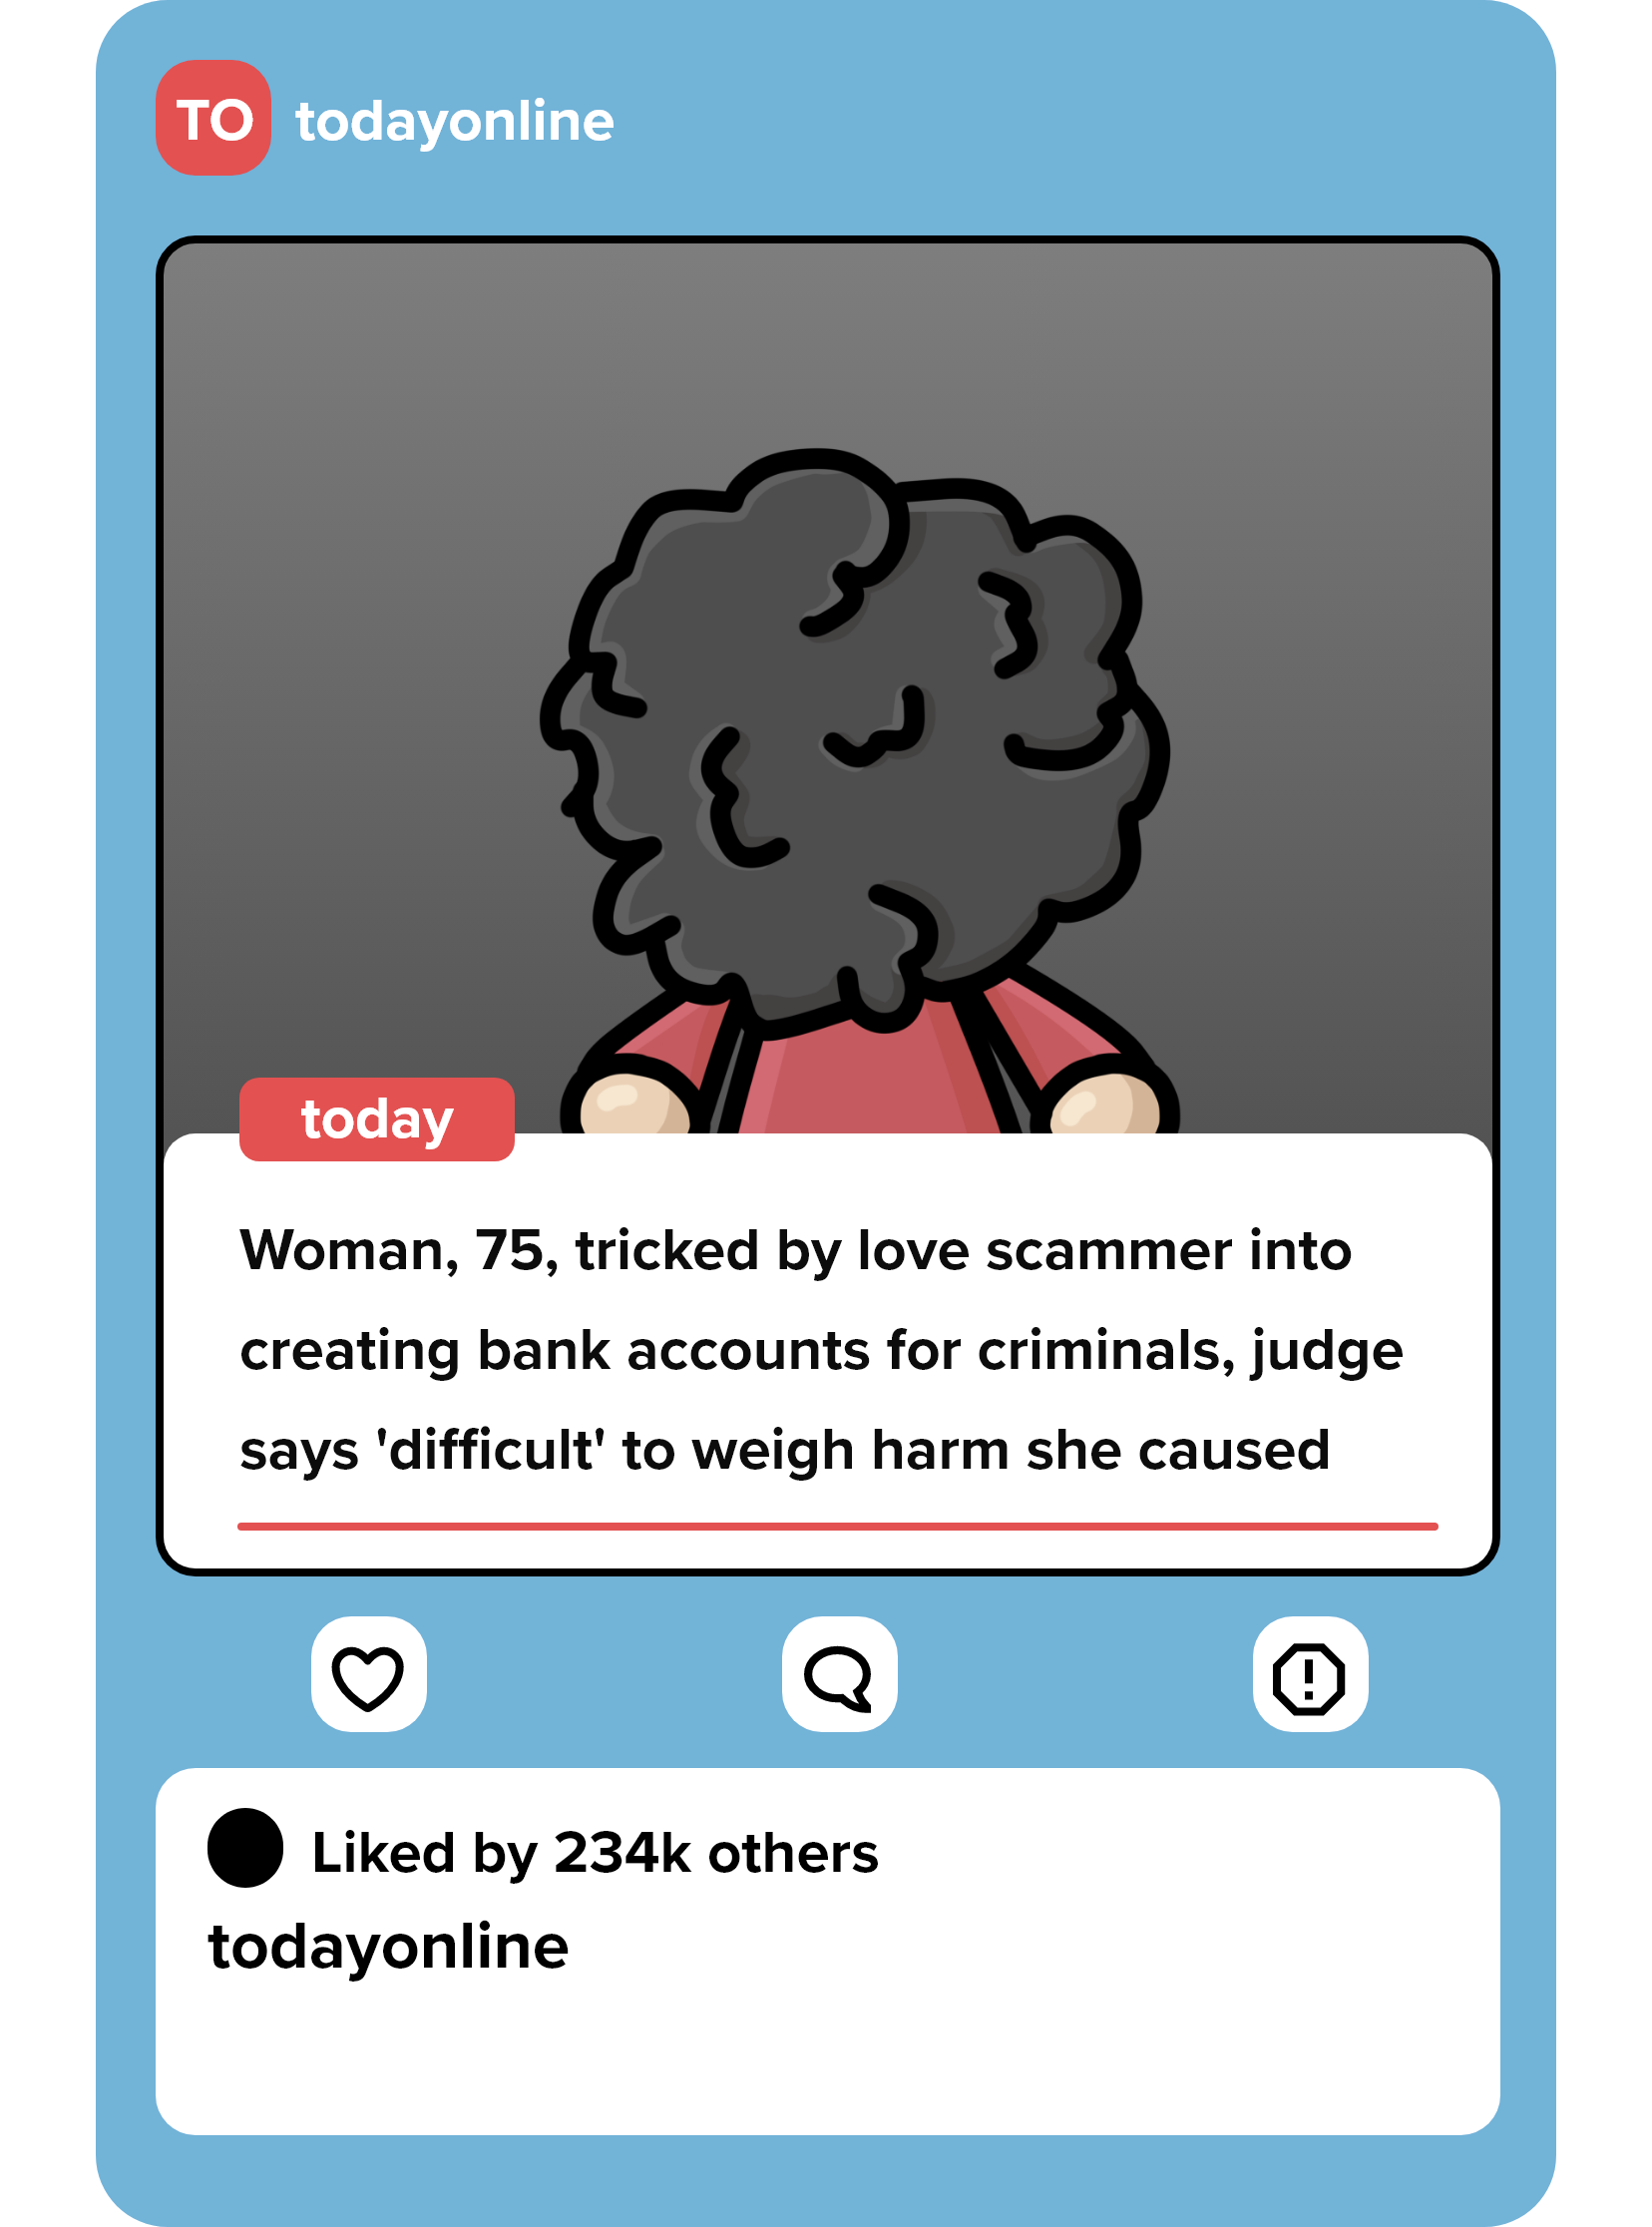 TO todayonline
today
Woman, 75, tricked by love scammer into
creating bank accounts for criminals, judge
says 'difficult' to weigh harm she caused
Liked by 234k others
todayonline